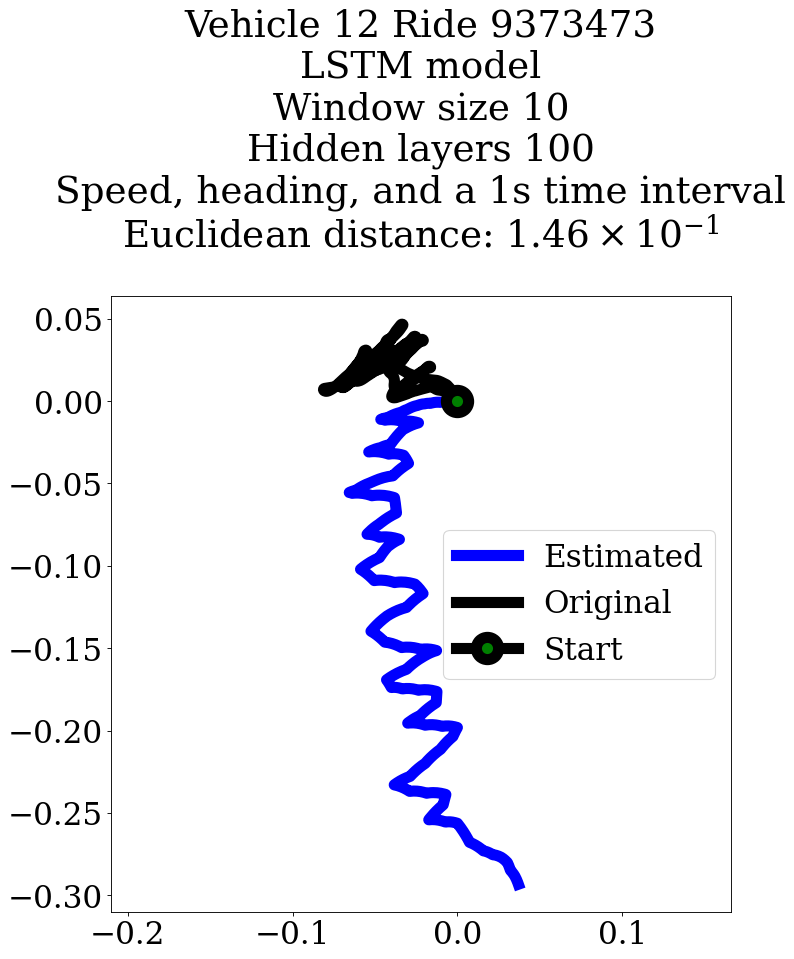 Vehicle 12 Ride 9373473
LSTM model
Window size 10
Hidden layers 100
Speed, heading, and a 1s time interval
Euclidean distance: 1.46 × 10⁻¹
0.05
0.00
−0.05
−0.10
−0.15
−0.20
−0.25
−0.30
Estimated
Original
Start
−0.2
−0.1
0.0
0.1